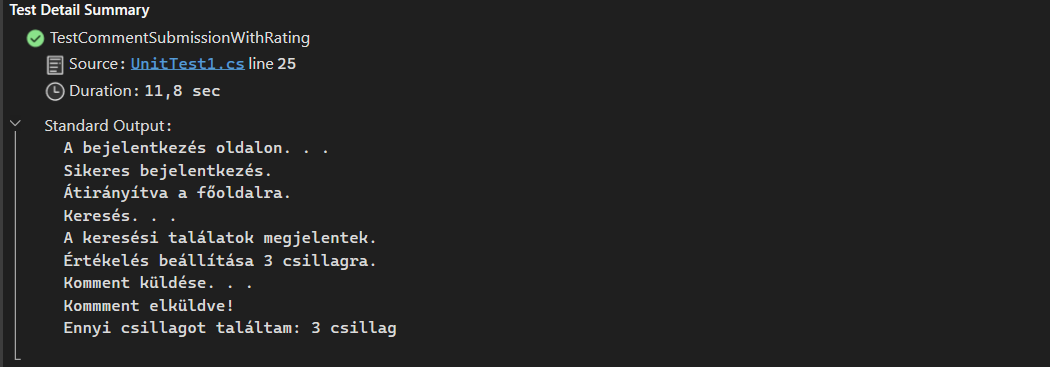 Test Detail Summary
TestCommentSubmissionWithRating
Source: UnitTest1.cs line 25
Duration: 11,8 sec
Standard Output:
A bejelentkezés oldalon. . .
Sikeres bejelentkezés.
Átirányítva a főoldalra.
Keresés. . .
A keresési találatok megjelentek.
Értékelés beállítása 3 csillagra.
Komment küldése. . .
Kommment elküldve!
Ennyi csillagot találtam: 3 csillag